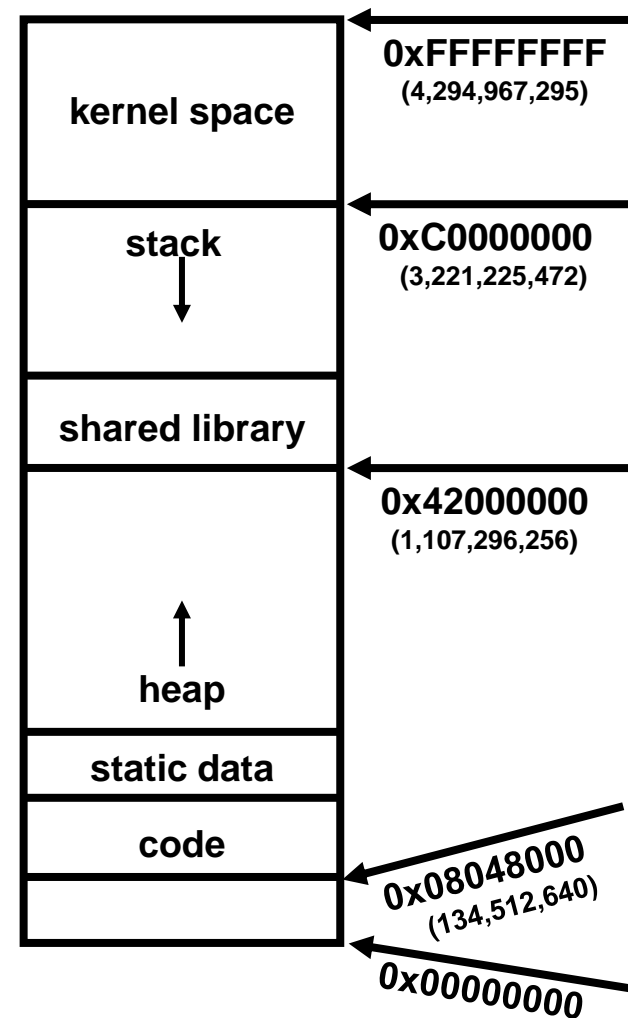 0xFFFFFFFF
(4,294,967,295)
kernel space
0xC0000000
(3,221,225,472)
stack
shared library
0x42000000
(1,107,296,256)
heap
static data
code
0x08048000
(134,512,640)
0x00000000